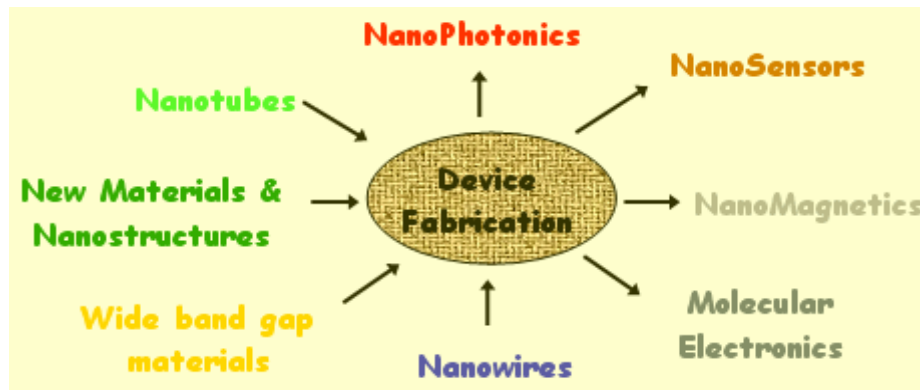 NanoPhotonics
NanoSensors
Nanotubes
Device
Fabrication
New Materials &
Nanostructures
NanoMagnetics
Wide band gap
materials
Nanowires
Molecular
Electronics